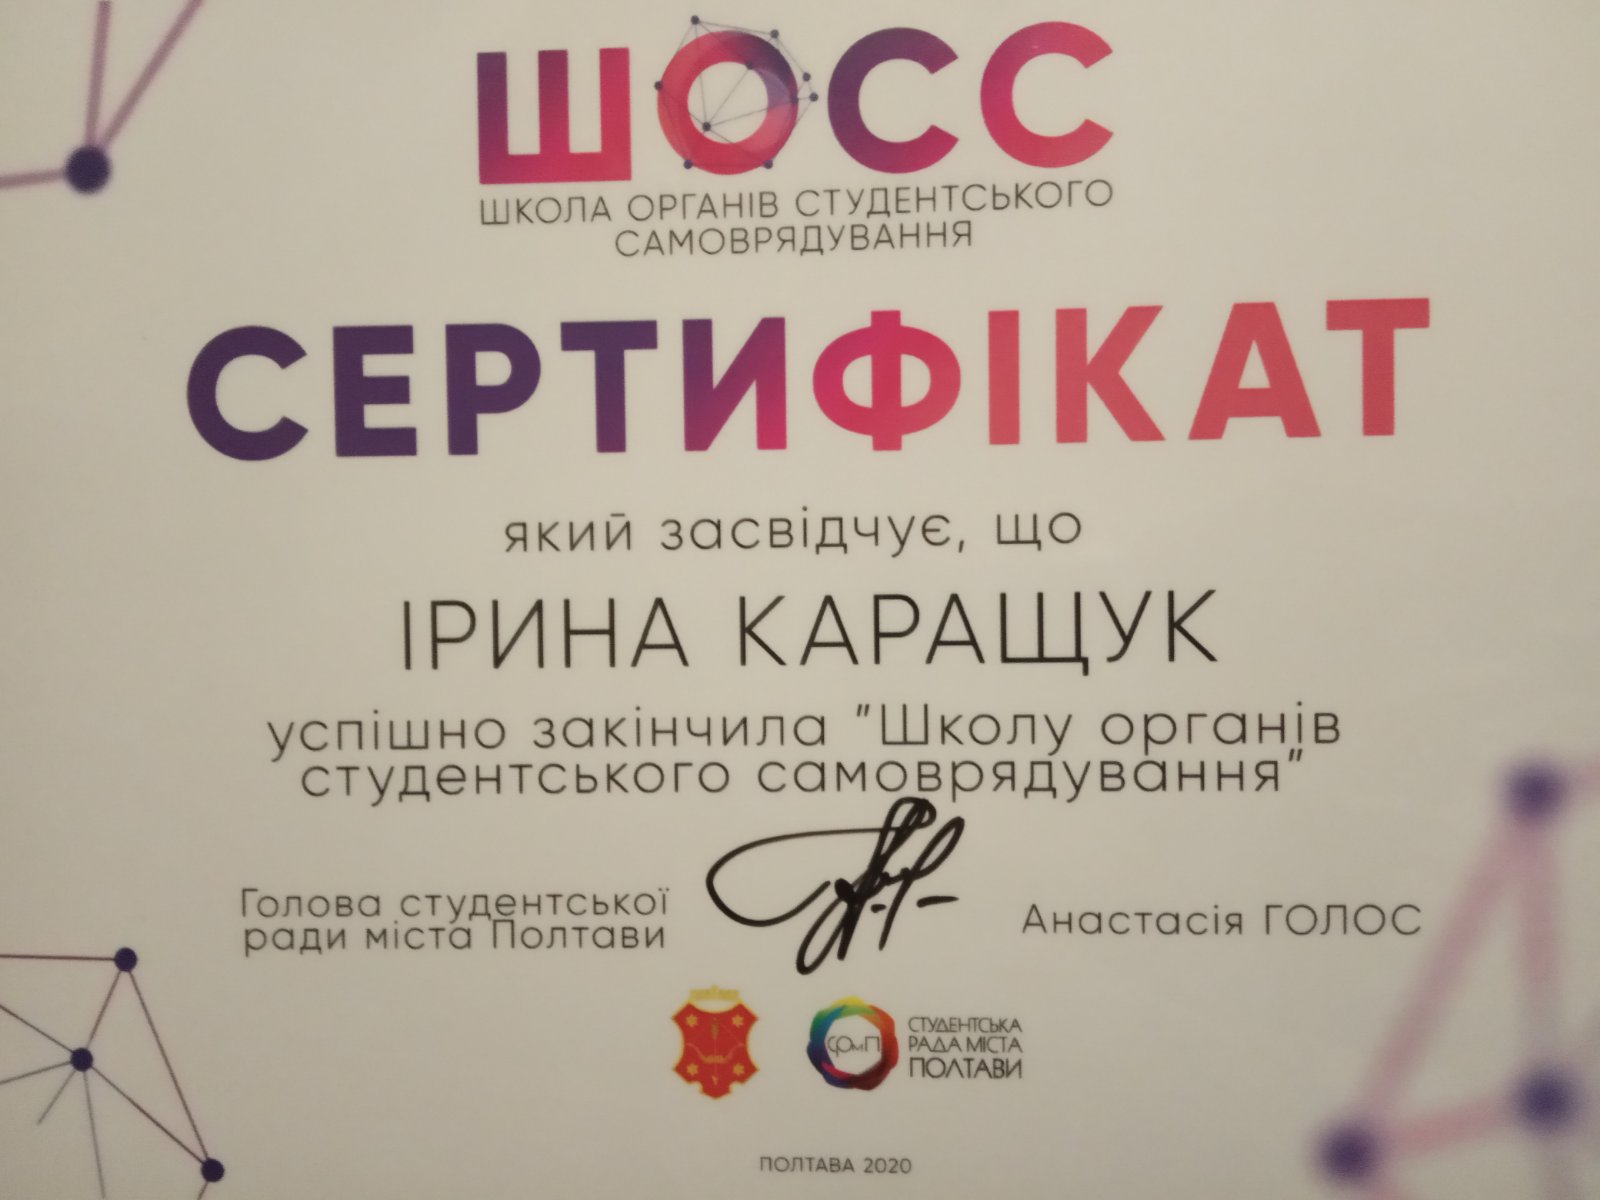 ШОСС
ШКОЛА ОРГАНІВ СТУДЕНТСЬКОГО
САМОВРЯДУВАННЯ
СЕРТИФІКАТ
який засвідчує, що
ІРИНА КАРАЩУК
успішно закінчила "Школу органів
студентського самоврядування"
Голова студентської
ради міста Полтави
Анастасія ГОЛОС
СРмП
СТУДЕНТСЬКА
РАДА МІСТА
ПОЛТАВИ
ПОЛТАВА 2020